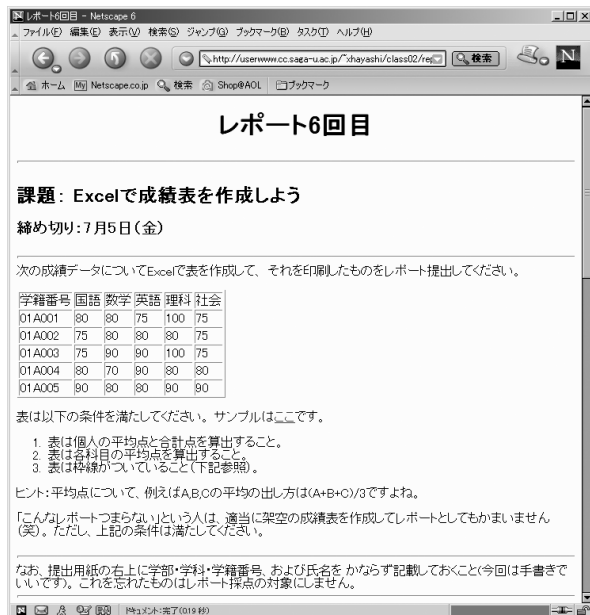 レポート6回目 - Netscape 6
ファイル(F) 編集(E) 表示(V) 検索(S) ジャンプ(G) ブックマーク(B) タスク(T) ヘルプ(H)
http://userwww.cc.saga-u.ac.jp/~xhayashi/class02/rep 検索 N
ホーム My Netscape.co.jp 検索 Shop@AOL ブックマーク
レポート6回目
課題: Excelで成績表を作成しよう
締め切り:7月5日(金)
次の成績データについてExcelで表を作成して、それを印刷したものをレポート提出してください。
学籍番号 国語 数学 英語 理科 社会
01A001 80 80 75 100 75
01A002 75 80 80 80 75
01A003 75 90 90 100 75
01A004 80 70 90 80 80
01A005 90 80 80 90 90
表は以下の条件を満たしてください。サンプルはここです。
1. 表は個人の平均点と合計点を算出すること。
2. 表は各科目の平均点を算出すること。
3. 表は枠線がついていること(下記参照)。
ヒント:平均点について、例えばA,B,Cの平均の出し方は(A+B+C)/3ですよね。
「こんなレポートつまらない」という人は、適当に架空の成績表を作成してレポートとしてもかまいません
(笑)。ただし、上記の条件は満たしてください。
なお、提出用紙の右上に学部・学科・学籍番号、および氏名を かならず記載しておくこと(今回は手書きで
いいです)。これを忘れたものはレポート採点の対象にしません。
ドキュメント:完了(0.19 秒)